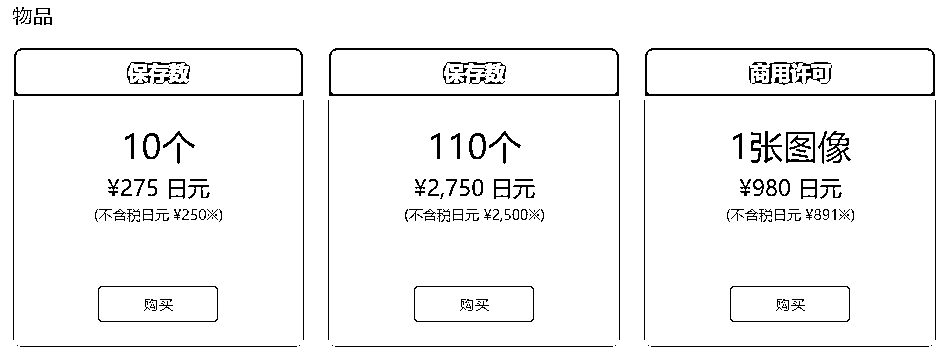 物品
保存数
10个
¥275 日元
(不含税日元 ¥250※)
购买
保存数
110个
¥2,750 日元
(不含税日元 ¥2,500※)
购买
商用许可
1张图像
¥980 日元
(不含税日元 ¥891※)
购买